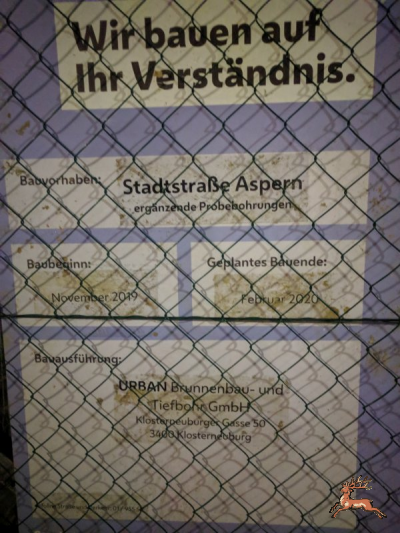 Wir bauen auf
Ihr Verständnis.
Bauvorhaben:
Stadtstraße Aspern
ergänzende Probebohrungen
Baubeginn:
November 2019
Geplantes Bauende:
Februar 2020
Bauausführung:
URBAN Brunnenbau- und
Tiefbohr GmbH
Klosterneuburger Gasse 50
3400 Klosterneuburg